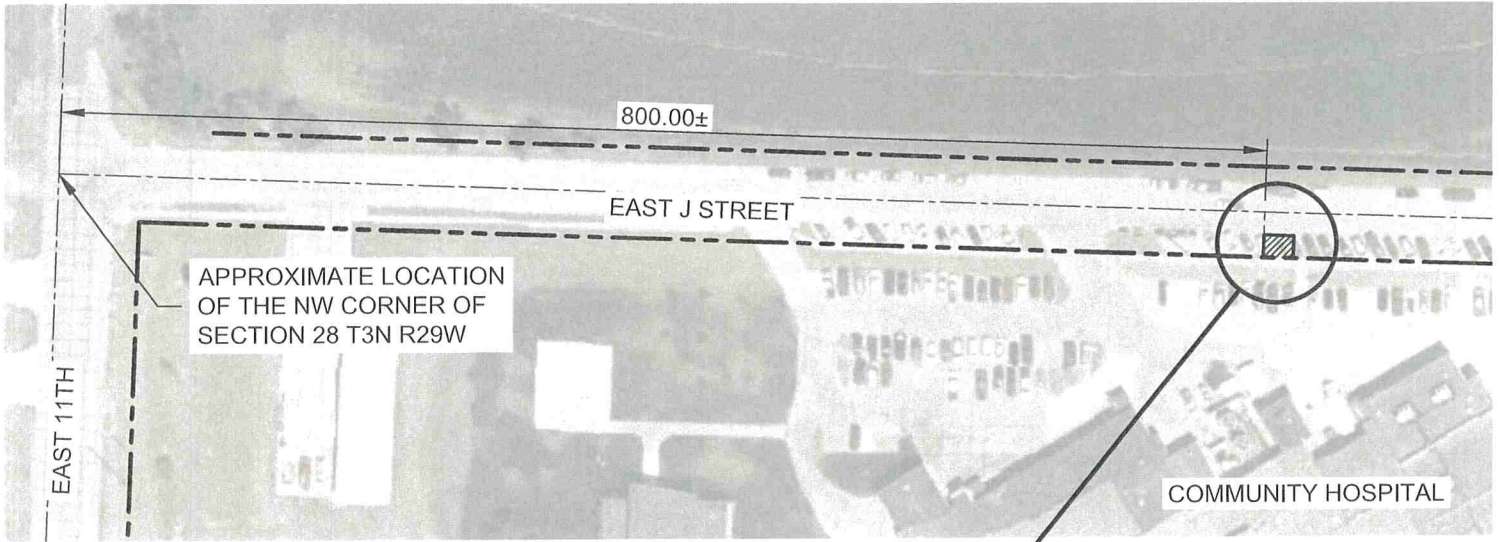 800.00±
EAST J STREET
APPROXIMATE LOCATION
OF THE NW CORNER OF
SECTION 28 T3N R29W
EAST 11TH
COMMUNITY HOSPITAL